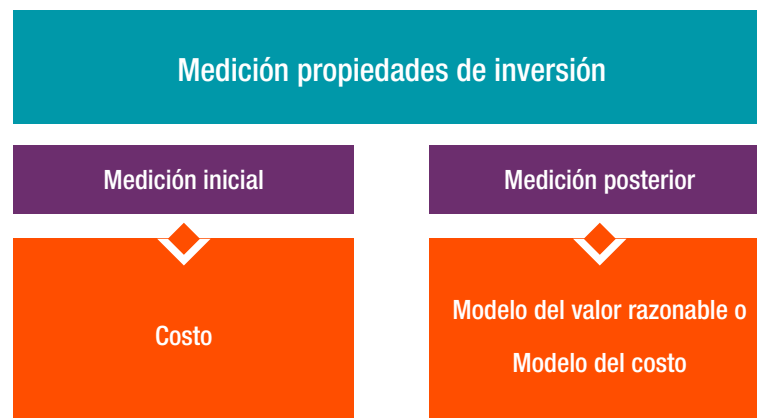 Medición propiedades de inversión
Medición inicial
Medición posterior
Costo
Modelo del valor razonable o
Modelo del costo